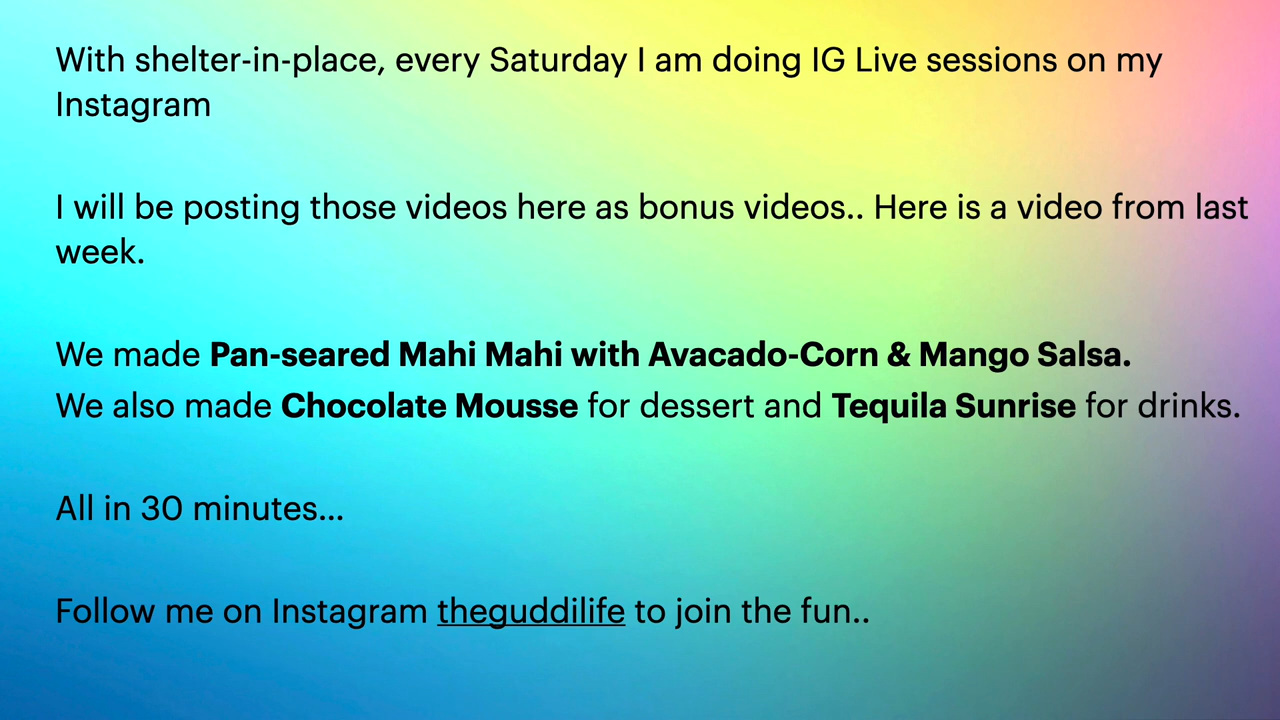 With shelter-in-place, every Saturday I am doing IG Live sessions on my
Instagram
I will be posting those videos here as bonus videos.. Here is a video from last
week.
We made Pan-seared Mahi Mahi with Avacado-Corn & Mango Salsa.
We also made Chocolate Mousse for dessert and Tequila Sunrise for drinks.
All in 30 minutes...
Follow me on Instagram theguddilife to join the fun..